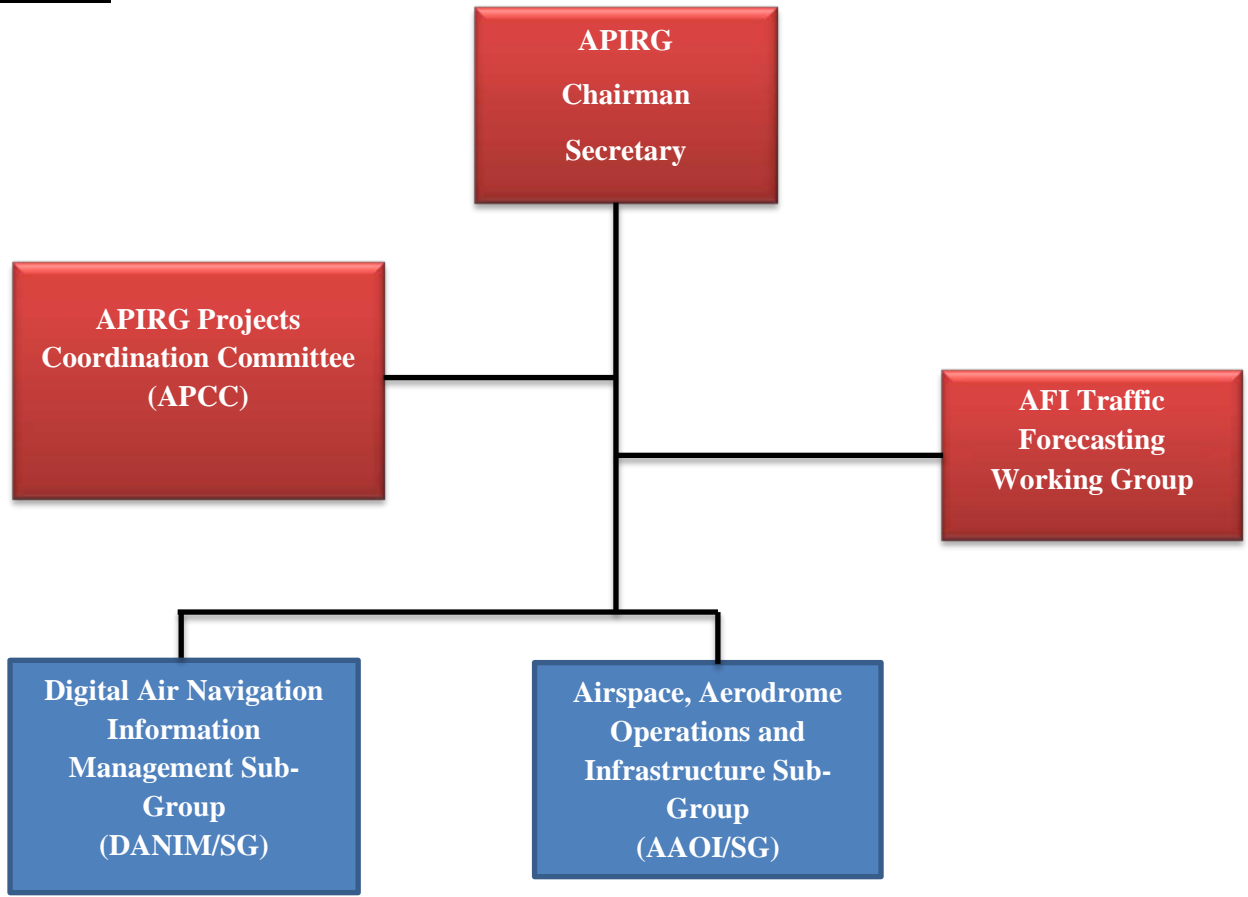 APIRG
Chairman
Secretary
APIRG Projects
Coordination Committee
(APCC)
AFI Traffic
Forecasting
Working Group
Digital Air Navigation
Information
Management Sub-
Group
(DANIM/SG)
Airspace, Aerodrome
Operations and
Infrastructure Sub-
Group
(AAOI/SG)